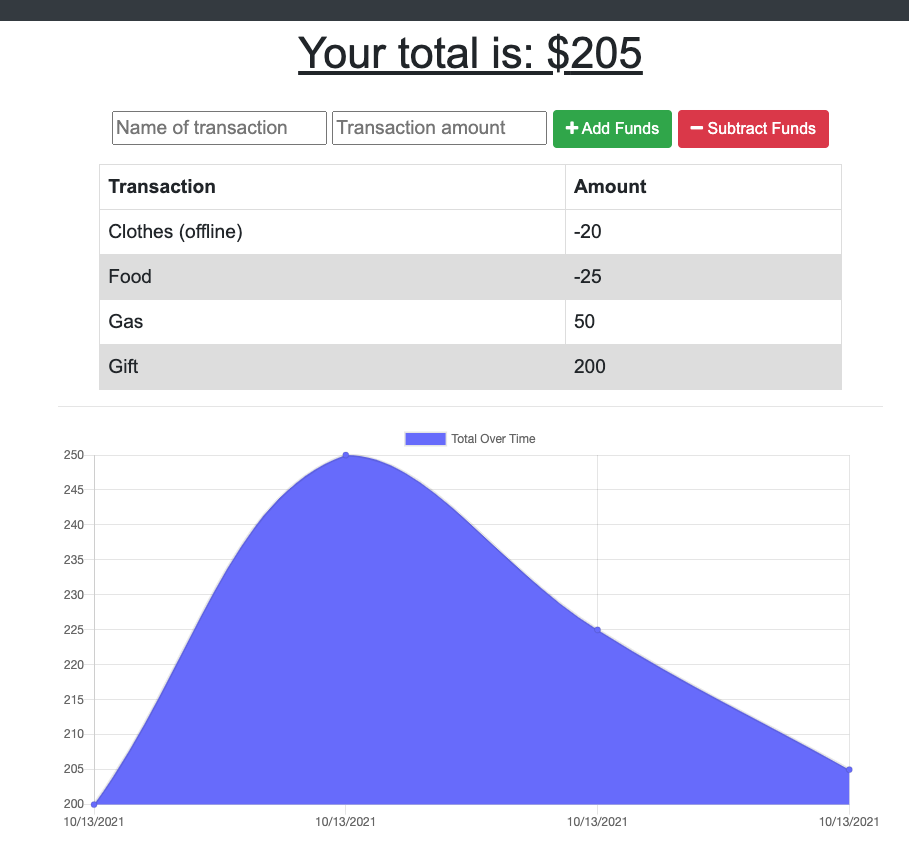 Your total is: $205
Name of transaction Transaction amount Add Funds Subtract Funds
Transaction Amount
Clothes (offline) -20
Food -25
Gas 50
Gift 200
Total Over Time
250
245
240
235
230
225
220
215
210
205
200
10/13/2021 10/13/2021 10/13/2021 10/13/2021